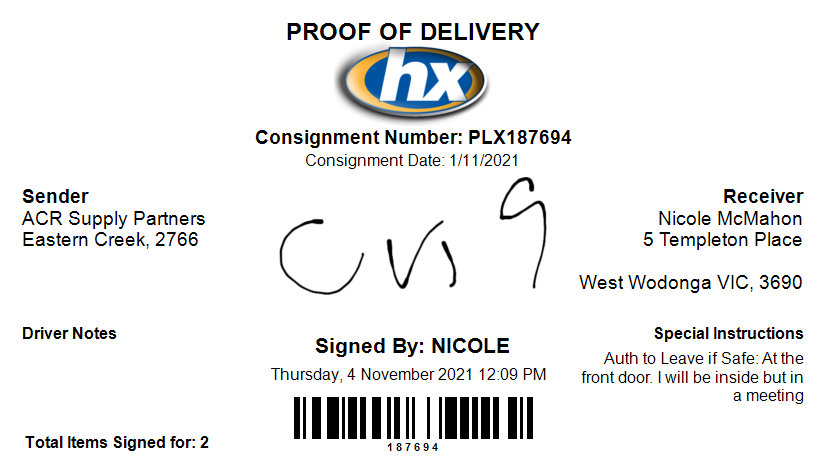 PROOF OF DELIVERY
hx
Consignment Number: PLX187694
Consignment Date: 1/11/2021
Sender
ACR Supply Partners
Eastern Creek, 2766
Receiver
Nicole McMahon
5 Templeton Place
West Wodonga VIC, 3690
Driver Notes
Signed By: NICOLE
Thursday, 4 November 2021 12:09 PM
Special Instructions
Auth to Leave if Safe: At the
front door. I will be inside but in
a meeting
187694
Total Items Signed for: 2